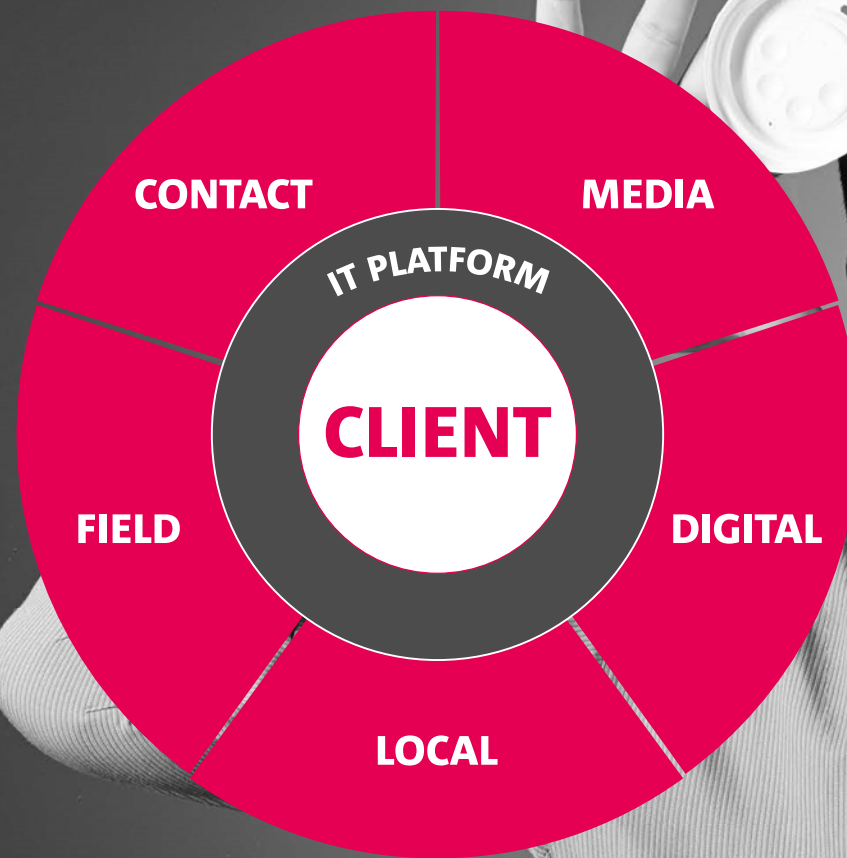 CONTACT
MEDIA
IT PLATFORM
CLIENT
FIELD
DIGITAL
LOCAL